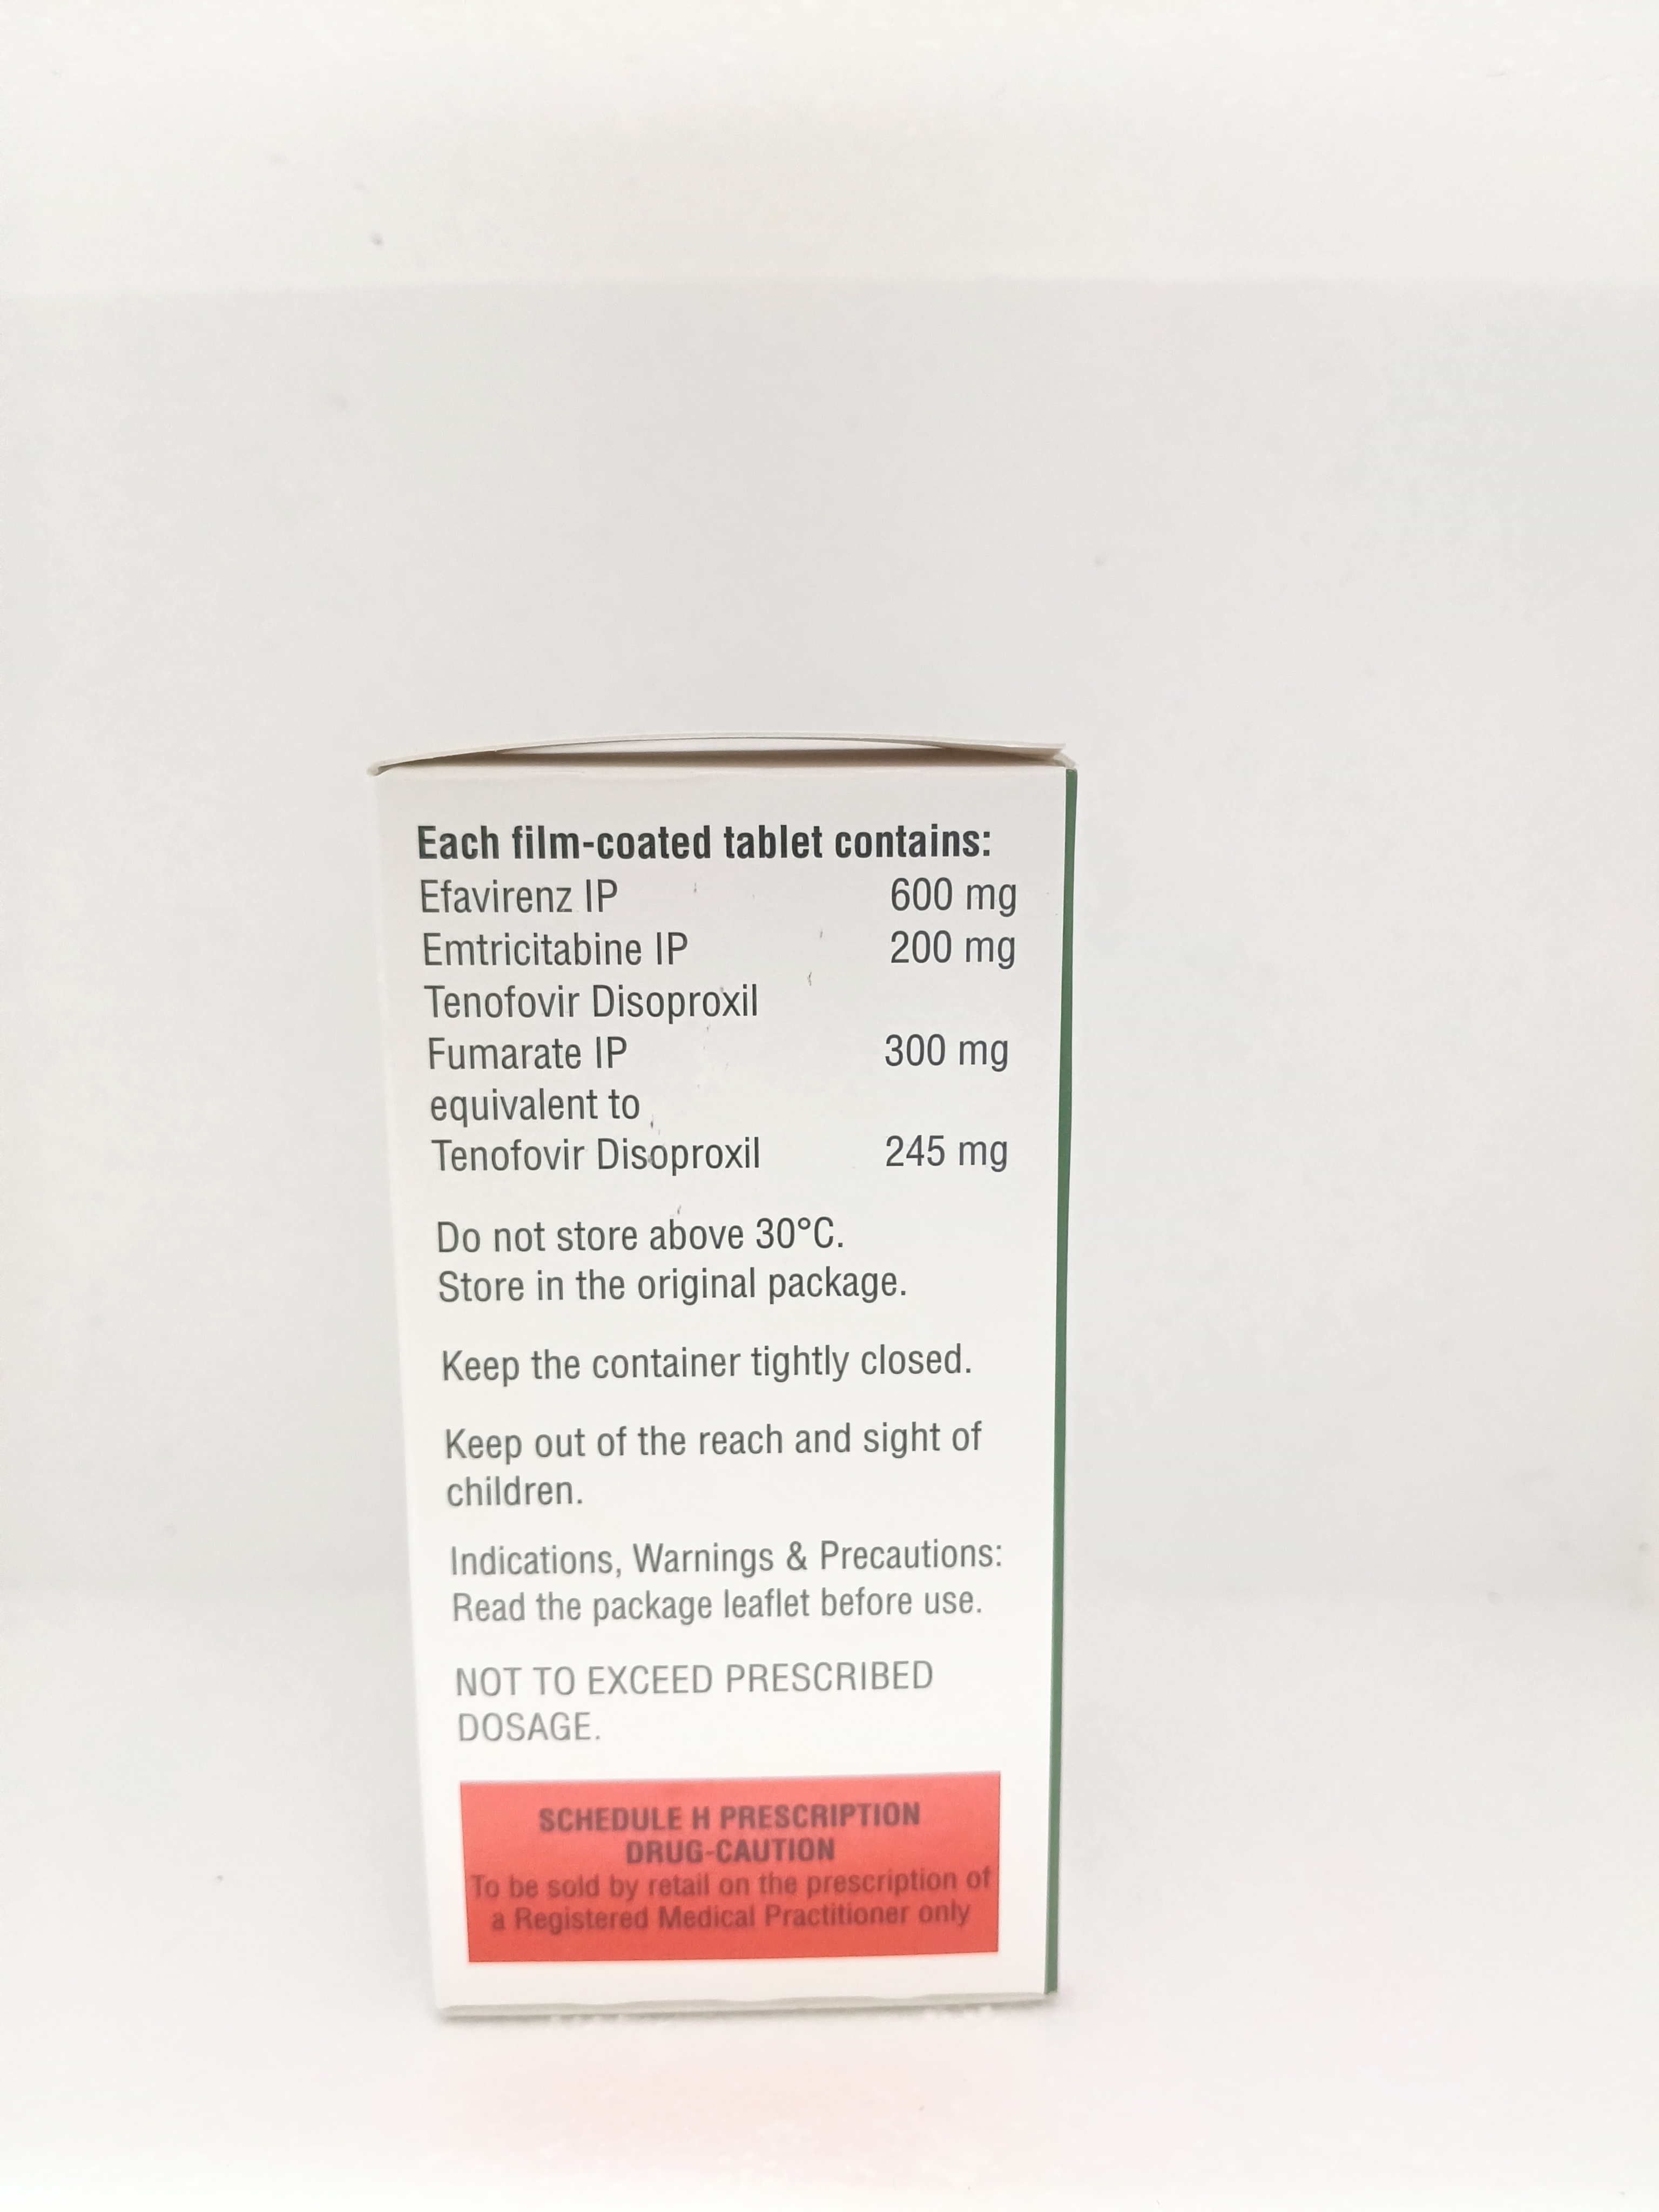 Each film-coated tablet contains:
Efavirenz IP 600 mg
Emtricitabine IP 200 mg
Tenofovir Disoproxil
Fumarate IP 300 mg
equivalent to
Tenofovir Disoproxil 245 mg
Do not store above 30°C.
Store in the original package.
Keep the container tightly closed.
Keep out of the reach and sight of
children.
Indications, Warnings & Precautions:
Read the package leaflet before use.
NOT TO EXCEED PRESCRIBED
DOSAGE.
SCHEDULE H PRESCRIPTION
DRUG-CAUTION
To be sold by retail on the prescription of
a Registered Medical Practitioner only